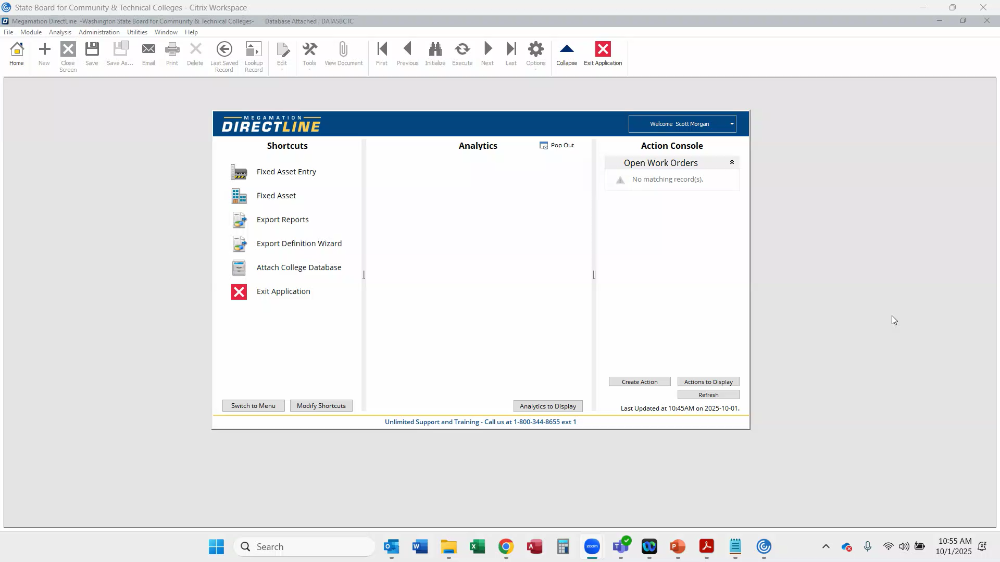 State Board for Community & Technical Colleges - Citrix Workspace
Megamation DirectLine -Washington State Board for Community & Technical Colleges- Database Attached : DATASBCTC
File Module Analysis Administration Utilities Window Help
Home New Close Screen Save Save As... Email Print Delete Last Saved Record Lookup Record Edit Tools View Document First Previous Initialize Execute Next Last Options Collapse Exit Application
MEGAMATION
DIRECTLINE
Welcome Scott Morgan
Shortcuts
Fixed Asset Entry
Fixed Asset
Export Reports
Export Definition Wizard
Attach College Database
Exit Application
Switch to Menu Modify Shortcuts
Analytics
Pop Out
Analytics to Display
Action Console
Open Work Orders
No matching record(s).
Create Action Actions to Display
Refresh
Last Updated at 10:45AM on 2025-10-01.
Unlimited Support and Training - Call us at 1-800-344-8655 ext 1
Search
zoom
10:55 AM
10/1/2025